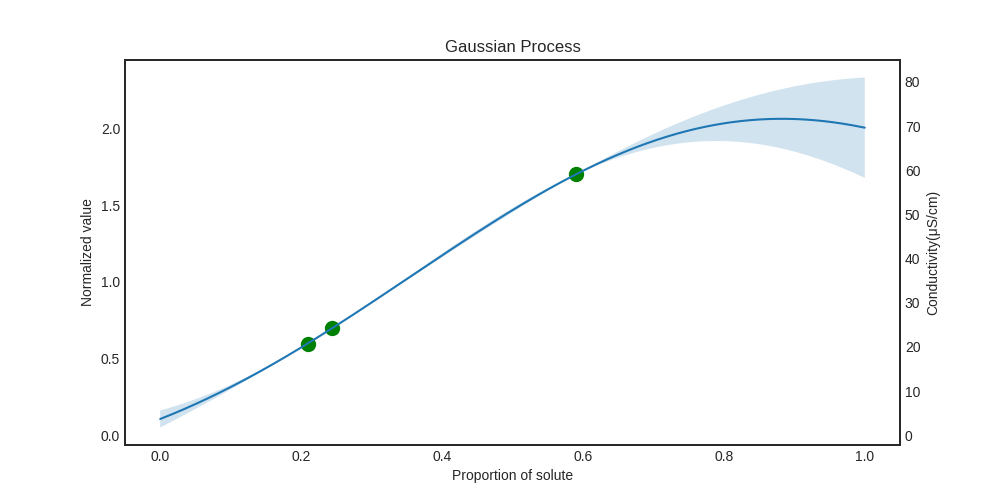 Gaussian Process
Normalized value
2.0
1.5
1.0
0.5
0.0
80
70
60
50
40
30
20
10
0
Conductivity(μS/cm)
0.0 0.2 0.4 0.6 0.8 1.0
Proportion of solute